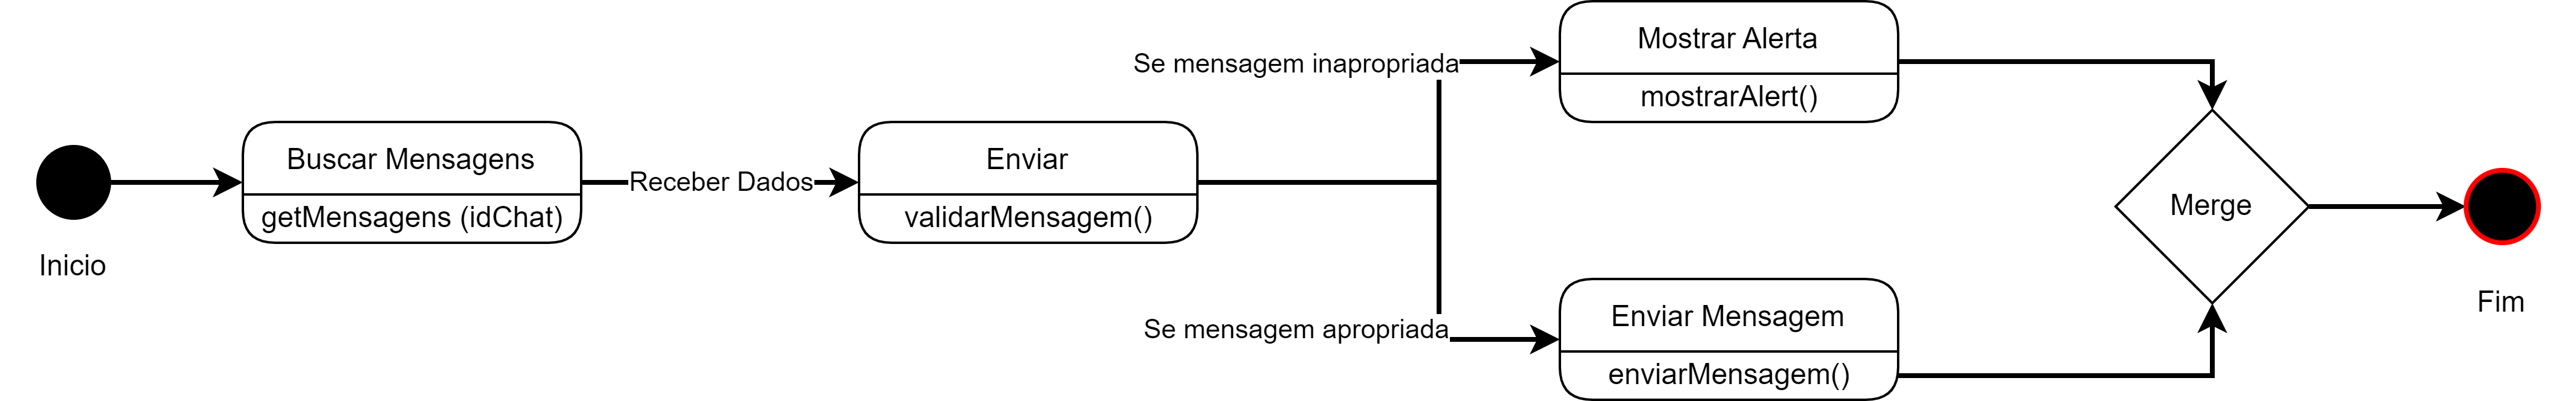 Inicio
Buscar Mensagens
getMensagens (idChat)
Receber Dados
Enviar
validarMensagem()
Se mensagem inapropriada
Mostrar Alerta
mostrarAlert()
Se mensagem apropriada
Enviar Mensagem
enviarMensagem()
Merge
Fim